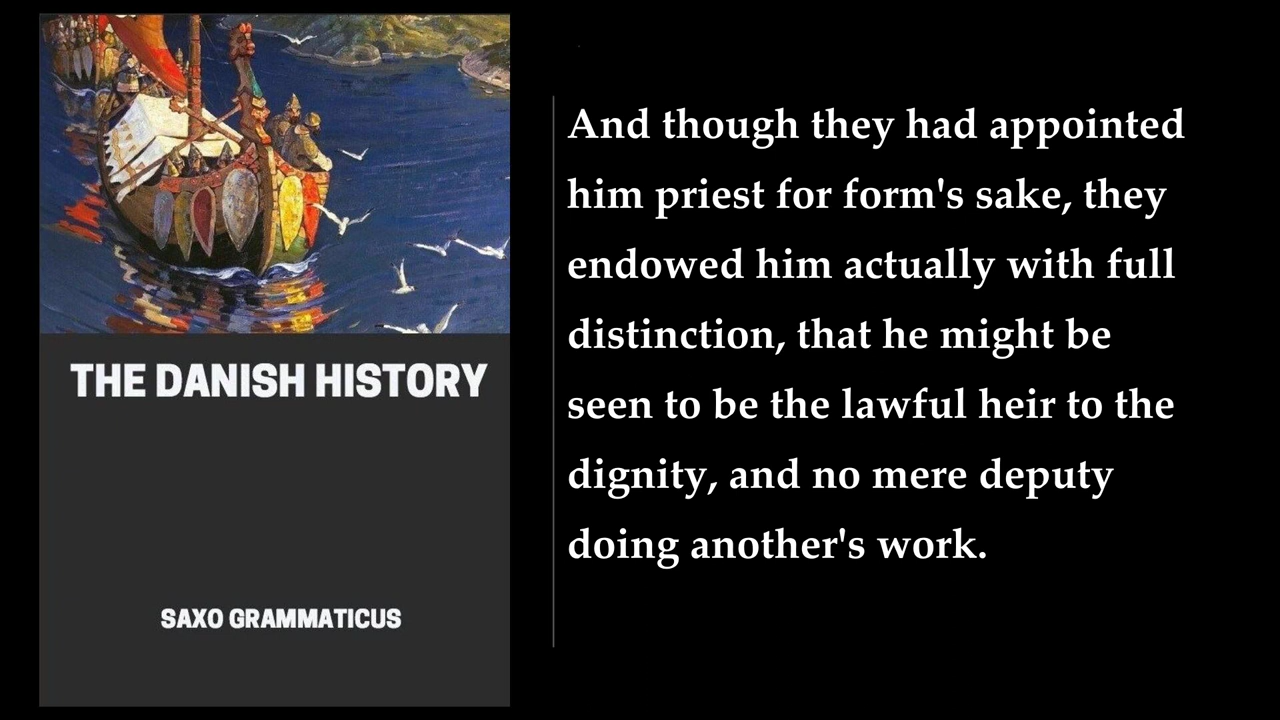 THE DANISH HISTORY
SAXO GRAMMATICUS
And though they had appointed
him priest for form's sake, they
endowed him actually with full
distinction, that he might be
seen to be the lawful heir to the
dignity, and no mere deputy
doing another's work.